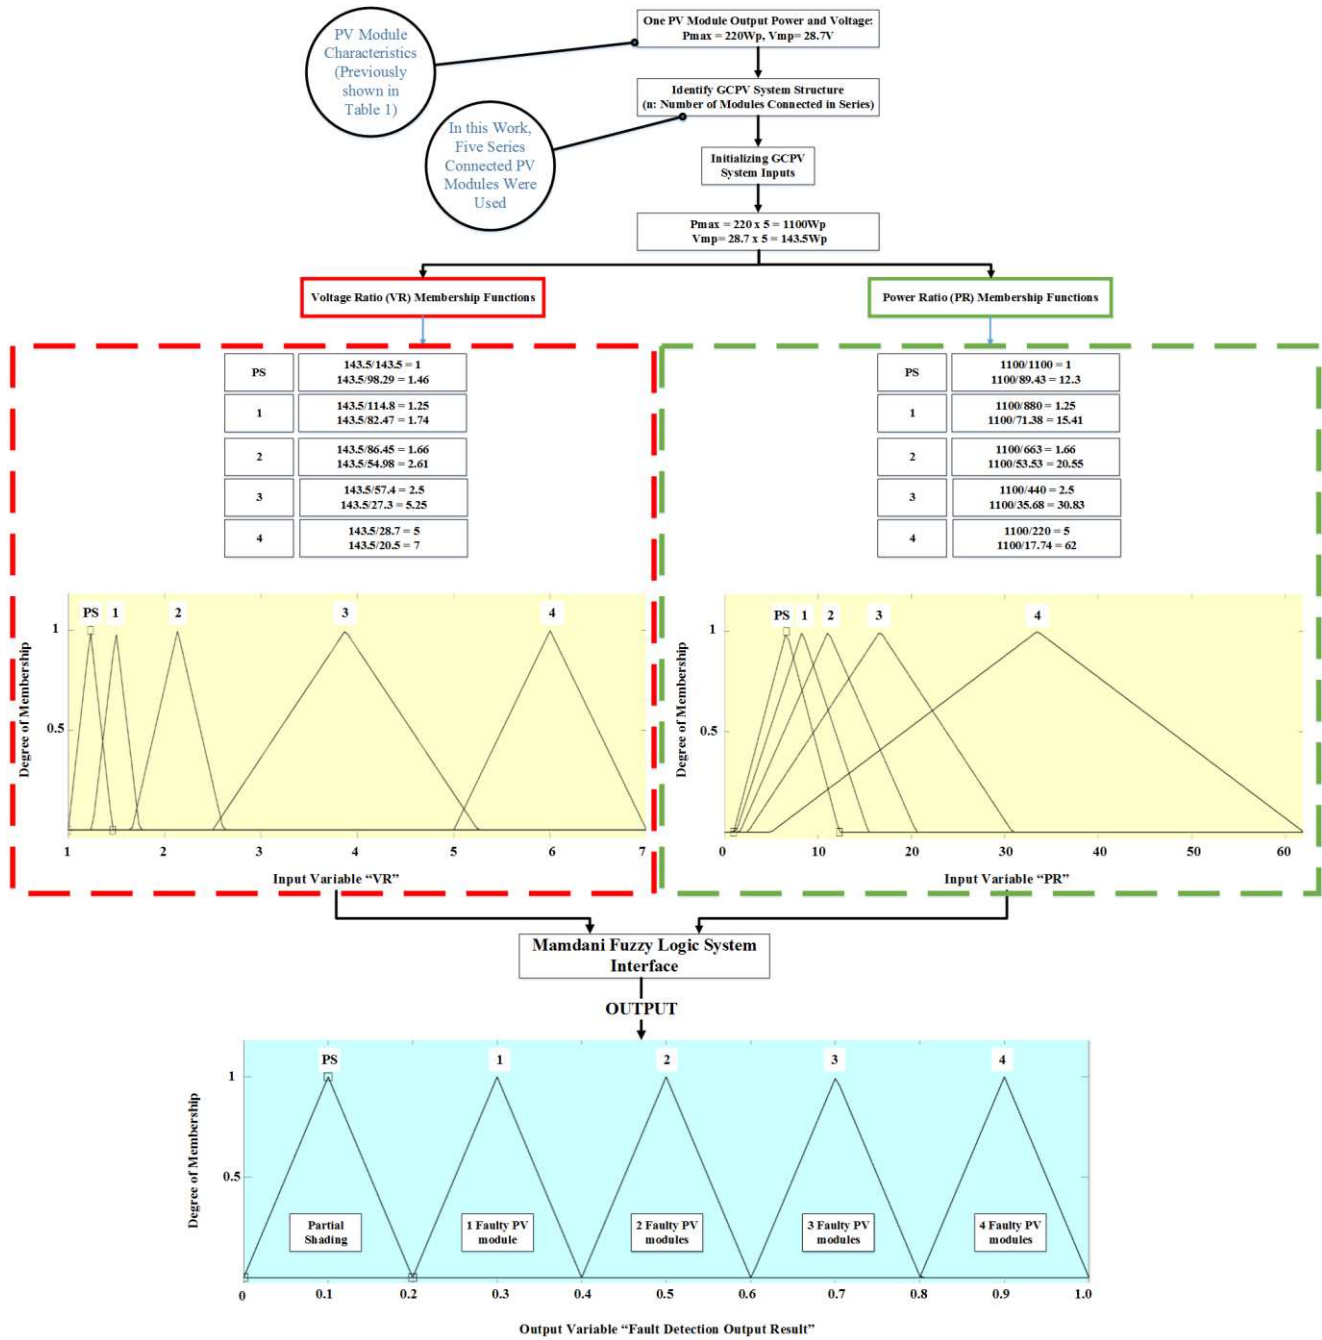 One PV Module Output Power and Voltage:
Pmax = 220Wp, Vmp= 28.7V
PV Module
Characteristics
(Previously
shown in
Table 1)
Identify GCPV System Structure
(n: Number of Modules Connected in Series)
In this Work,
Five Series
Connected PV
Modules Were
Used
Initializing GCPV
System Inputs
Pmax = 220 x 5 = 1100Wp
Vmp= 28.7 x 5 = 143.5Wp
Voltage Ratio (VR) Membership Functions
Power Ratio (PR) Membership Functions
PS
143.5/143.5 = 1
143.5/98.29 = 1.46
1
143.5/114.8 = 1.25
143.5/82.47 = 1.74
2
143.5/86.45 = 1.66
143.5/54.98 = 2.61
3
143.5/57.4 = 2.5
143.5/27.3 = 5.25
4
143.5/28.7 = 5
143.5/20.5 = 7
PS
1100/1100 = 1
1100/89.43 = 12.3
1
1100/880 = 1.25
1100/71.38 = 15.41
2
1100/663 = 1.66
1100/53.53 = 20.55
3
1100/440 = 2.5
1100/35.68 = 30.83
4
1100/220 = 5
1100/17.74 = 62
PS 1 2 3 4
1
0.5
Degree of Membership
1 2 3 4 5 6 7
Input Variable “VR”
PS 1 2 3 4
1
0.5
Degree of Membership
0 10 20 30 40 50 60
Input Variable “PR”
Mamdani Fuzzy Logic System
Interface
OUTPUT
PS 1 2 3 4
1
0.5
Degree of Membership
Partial
Shading
1 Faulty PV
module
2 Faulty PV
modules
3 Faulty PV
modules
4 Faulty PV
modules
0 0.1 0.2 0.3 0.4 0.5 0.6 0.7 0.8 0.9 1.0
Output Variable “Fault Detection Output Result”